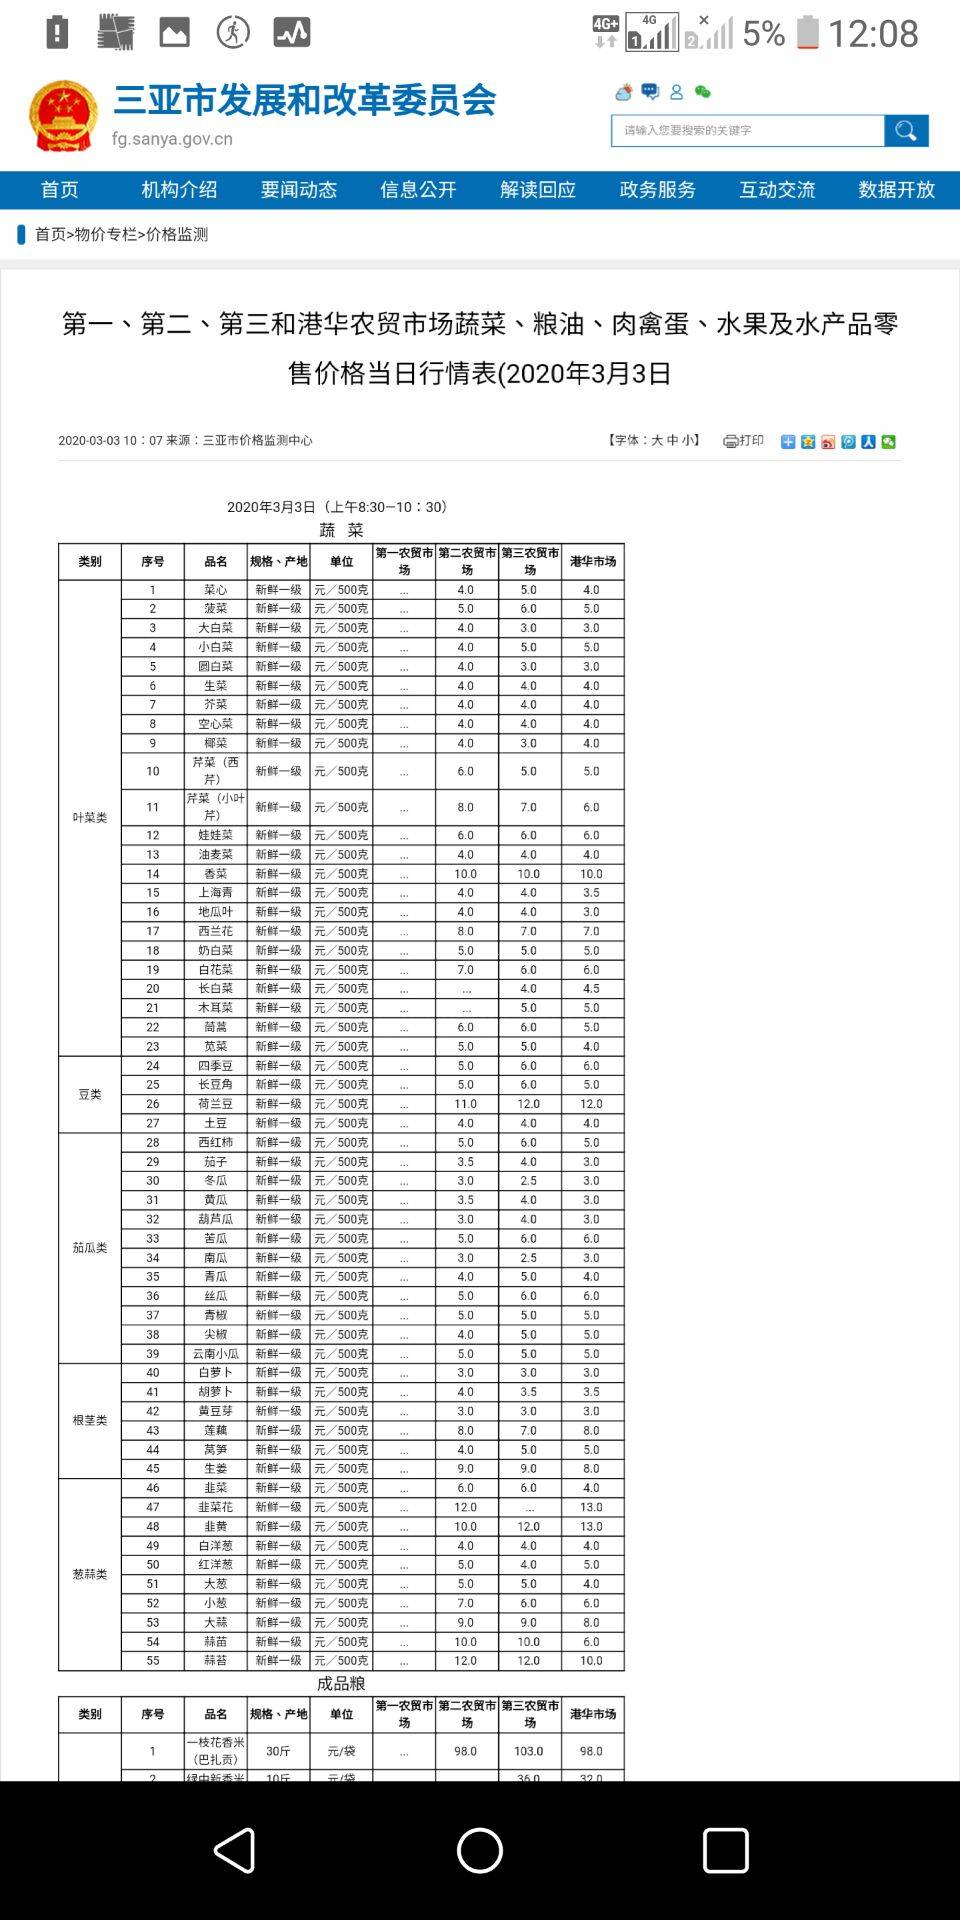 4G+ 4G 1 2 5% 12:08
三亚市发展和改革委员会
fg.sanya.gov.cn
请输入您要搜索的关键字
首页 机构介绍 要闻动态 信息公开 解读回应 政务服务 互动交流 数据开放
首页>物价专栏>价格监测
第一、第二、第三和港华农贸市场蔬菜、粮油、肉禽蛋、水果及水产品零
售价格当日行情表(2020年3月3日
2020-03-03 10：07 来源：三亚市价格监测中心 【字体：大 中 小】 打印
2020年3月3日（上午8:30—10：30）
蔬 菜
类别 序号 品名 规格、产地 单位 第一农贸市场 第二农贸市场 第三农贸市场 港华市场
叶菜类
1 菜心 新鲜一级 元／500克 ... 4.0 5.0 4.0
2 菠菜 新鲜一级 元／500克 ... 5.0 6.0 5.0
3 大白菜 新鲜一级 元／500克 ... 4.0 3.0 3.0
4 小白菜 新鲜一级 元／500克 ... 4.0 5.0 5.0
5 圆白菜 新鲜一级 元／500克 ... 4.0 3.0 3.0
6 生菜 新鲜一级 元／500克 ... 4.0 4.0 4.0
7 芥菜 新鲜一级 元／500克 ... 4.0 4.0 4.0
8 空心菜 新鲜一级 元／500克 ... 4.0 4.0 4.0
9 椰菜 新鲜一级 元／500克 ... 4.0 3.0 4.0
10 芹菜（西芹） 新鲜一级 元／500克 ... 6.0 5.0 5.0
11 芹菜（小叶芹） 新鲜一级 元／500克 ... 8.0 7.0 6.0
12 娃娃菜 新鲜一级 元／500克 ... 6.0 6.0 6.0
13 油麦菜 新鲜一级 元／500克 ... 4.0 4.0 4.0
14 香菜 新鲜一级 元／500克 ... 10.0 10.0 10.0
15 上海青 新鲜一级 元／500克 ... 4.0 4.0 3.5
16 地瓜叶 新鲜一级 元／500克 ... 4.0 4.0 3.0
17 西兰花 新鲜一级 元／500克 ... 8.0 7.0 7.0
18 奶白菜 新鲜一级 元／500克 ... 5.0 5.0 5.0
19 白花菜 新鲜一级 元／500克 ... 7.0 6.0 6.0
20 长白菜 新鲜一级 元／500克 ... ... 4.0 4.5
21 木耳菜 新鲜一级 元／500克 ... ... 5.0 5.0
22 茼蒿 新鲜一级 元／500克 ... 6.0 6.0 5.0
23 苋菜 新鲜一级 元／500克 ... 5.0 5.0 4.0
豆类
24 四季豆 新鲜一级 元／500克 ... 5.0 6.0 6.0
25 长豆角 新鲜一级 元／500克 ... 5.0 6.0 5.0
26 荷兰豆 新鲜一级 元／500克 ... 11.0 12.0 12.0
27 土豆 新鲜一级 元／500克 ... 4.0 4.0 4.0
茄瓜类
28 西红柿 新鲜一级 元／500克 ... 5.0 6.0 5.0
29 茄子 新鲜一级 元／500克 ... 3.5 4.0 3.0
30 冬瓜 新鲜一级 元／500克 ... 3.0 2.5 3.0
31 黄瓜 新鲜一级 元／500克 ... 3.5 4.0 3.0
32 葫芦瓜 新鲜一级 元／500克 ... 3.0 4.0 3.0
33 苦瓜 新鲜一级 元／500克 ... 5.0 6.0 6.0
34 南瓜 新鲜一级 元／500克 ... 3.0 2.5 3.0
35 青瓜 新鲜一级 元／500克 ... 4.0 5.0 4.0
36 丝瓜 新鲜一级 元／500克 ... 5.0 6.0 6.0
37 青椒 新鲜一级 元／500克 ... 5.0 5.0 5.0
38 尖椒 新鲜一级 元／500克 ... 4.0 5.0 5.0
39 云南小瓜 新鲜一级 元／500克 ... 5.0 5.0 5.0
根茎类
40 白萝卜 新鲜一级 元／500克 ... 3.0 3.0 3.0
41 胡萝卜 新鲜一级 元／500克 ... 4.0 3.5 3.5
42 黄豆芽 新鲜一级 元／500克 ... 3.0 3.0 3.0
43 莲藕 新鲜一级 元／500克 ... 8.0 7.0 8.0
44 莴笋 新鲜一级 元／500克 ... 4.0 5.0 5.0
45 生姜 新鲜一级 元／500克 ... 9.0 9.0 8.0
葱蒜类
46 韭菜 新鲜一级 元／500克 ... 6.0 6.0 4.0
47 韭菜花 新鲜一级 元／500克 ... 12.0 ... 13.0
48 韭黄 新鲜一级 元／500克 ... 10.0 12.0 13.0
49 白洋葱 新鲜一级 元／500克 ... 4.0 4.0 4.0
50 红洋葱 新鲜一级 元／500克 ... 5.0 4.0 5.0
51 大葱 新鲜一级 元／500克 ... 5.0 5.0 4.0
52 小葱 新鲜一级 元／500克 ... 7.0 6.0 6.0
53 大蒜 新鲜一级 元／500克 ... 9.0 9.0 8.0
54 蒜苗 新鲜一级 元／500克 ... 10.0 10.0 6.0
55 蒜苔 新鲜一级 元／500克 ... 12.0 12.0 10.0
成品粮
类别 序号 品名 规格、产地 单位 第一农贸市场 第二农贸市场 第三农贸市场 港华市场
1 一枝花香米（巴扎贡） 30斤 元/袋 ... 98.0 103.0 98.0
2 绿中新香米 10斤 元/袋 36.0 32.0